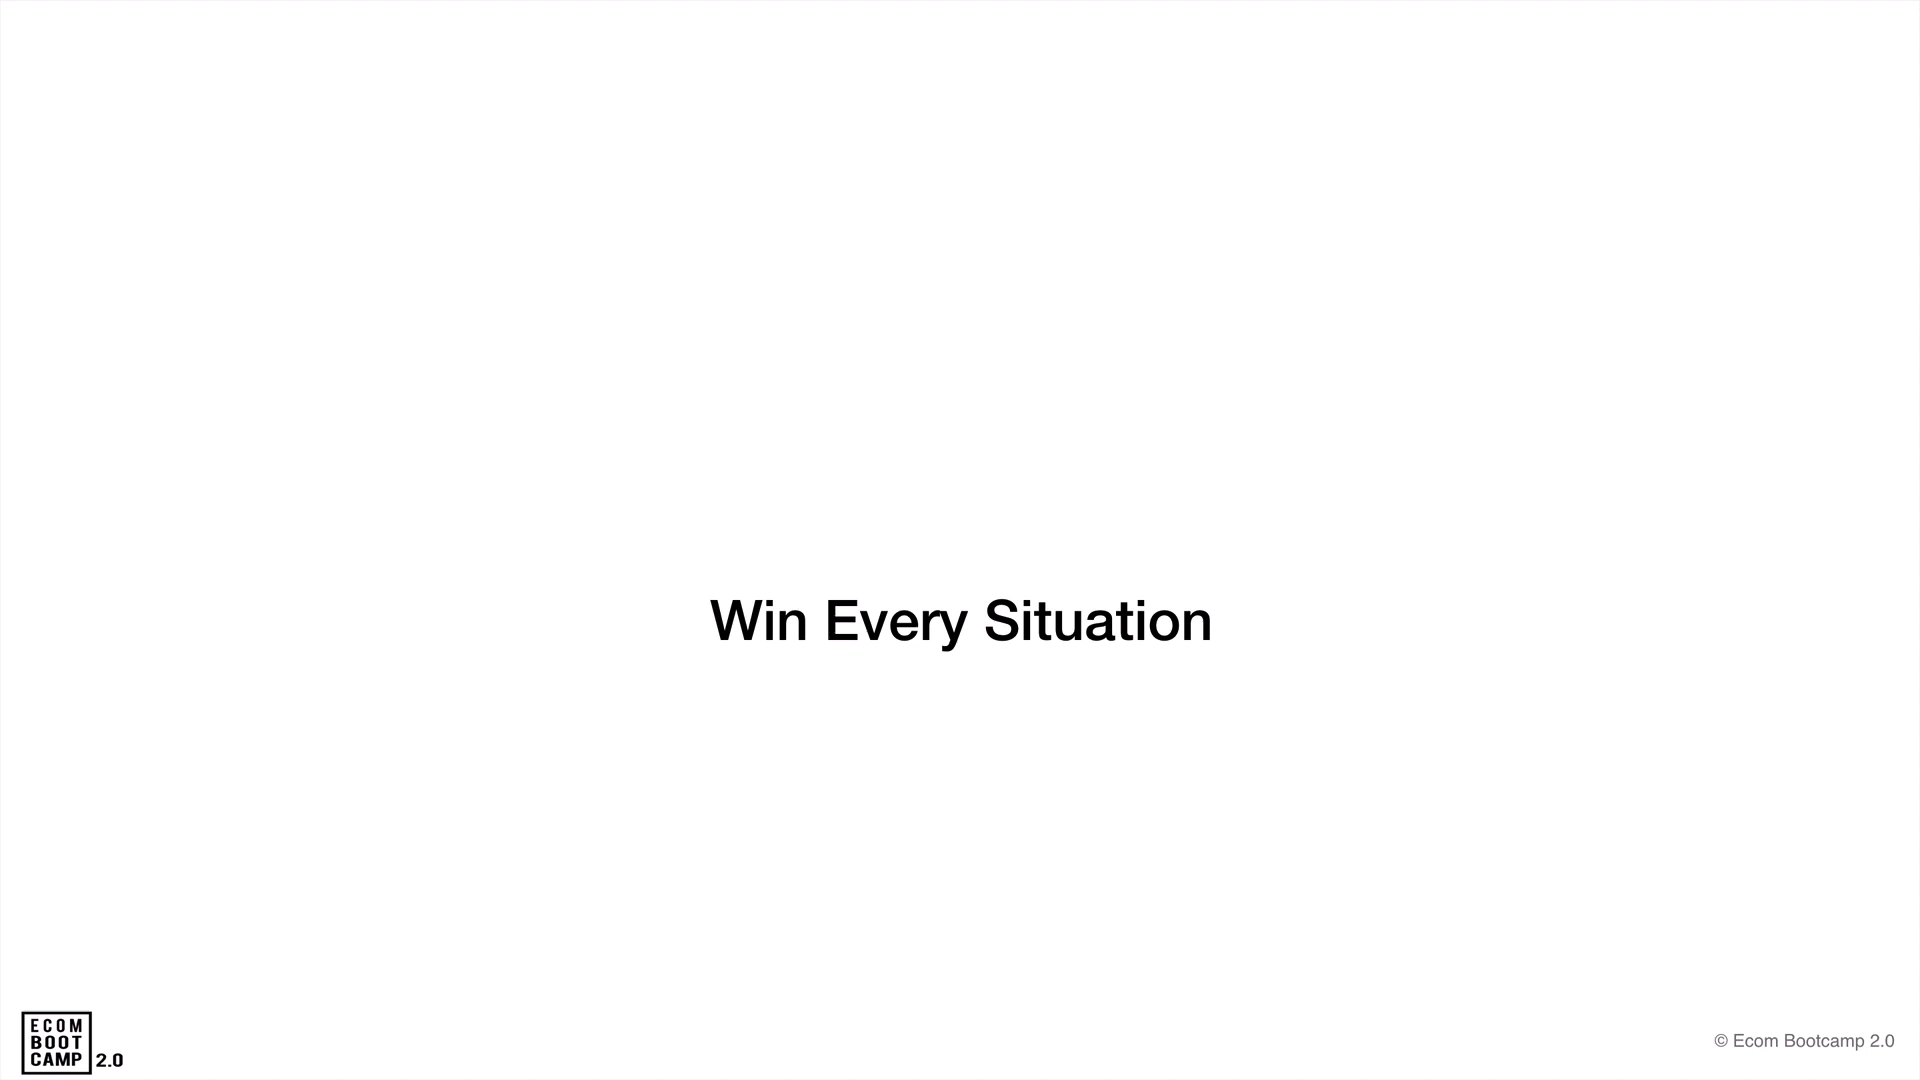 Win Every Situation
ECOM
BOOT
CAMP 2.0
© Ecom Bootcamp 2.0